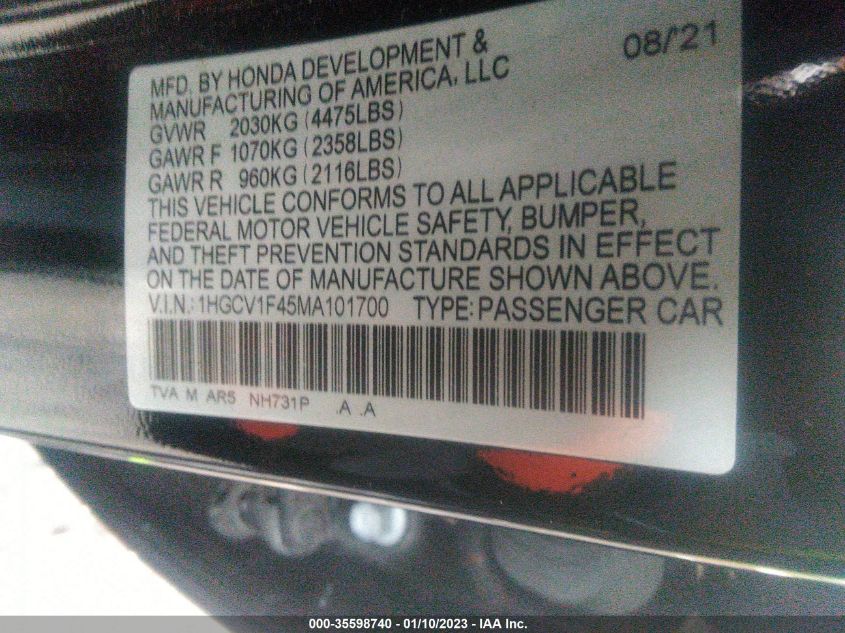 08/'21
MFD. BY HONDA DEVELOPMENT &
MANUFACTURING OF AMERICA, LLC
GVWR 2030KG (4475LBS)
GAWR F 1070KG (2358LBS)
GAWR R 960KG (2116LBS)
THIS VEHICLE CONFORMS TO ALL APPLICABLE
FEDERAL MOTOR VEHICLE SAFETY, BUMPER,
AND THEFT PREVENTION STANDARDS IN EFFECT
ON THE DATE OF MANUFACTURE SHOWN ABOVE.
V.I.N.: 1HGCV1F45MA101700 TYPE: PASSENGER CAR
TVA M AR5 NH731P .A .A
000-35598740 - 01/10/2023 - IAA Inc.